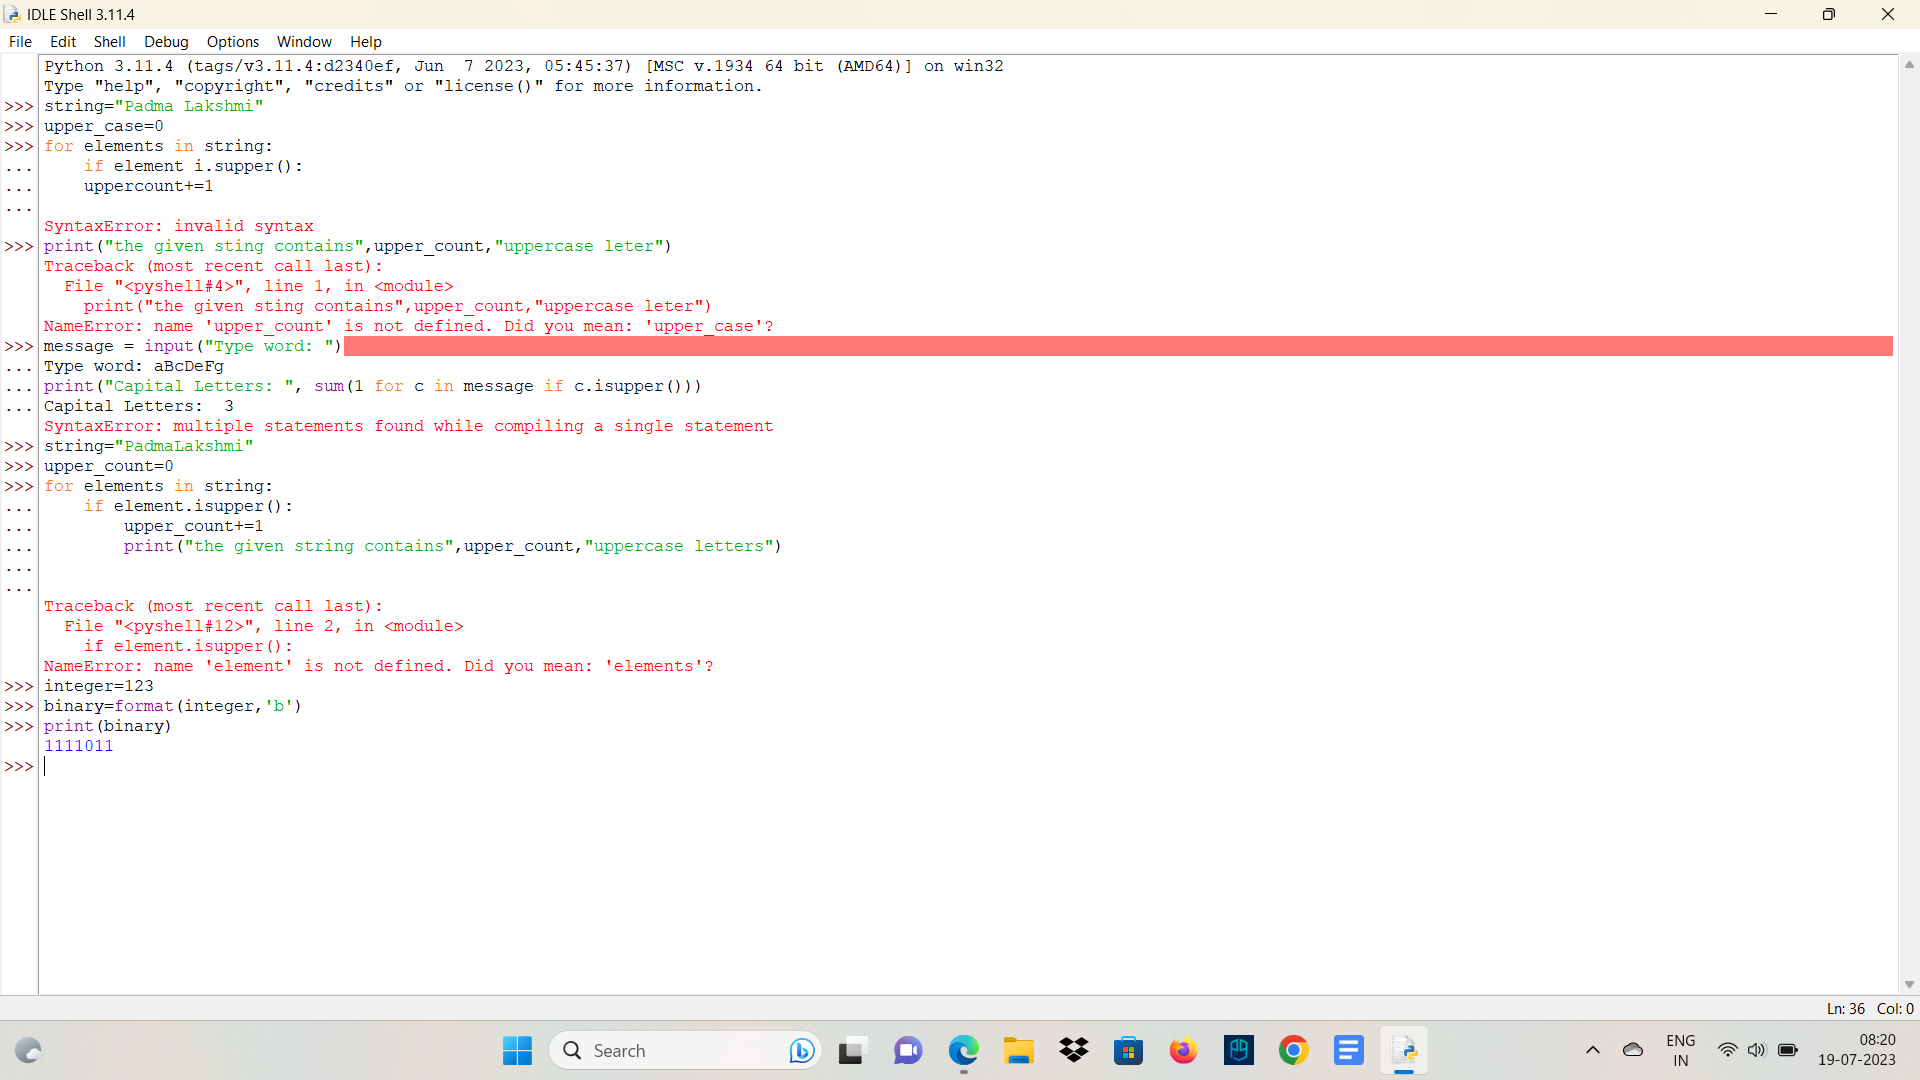 IDLE Shell 3.11.4
File Edit Shell Debug Options Window Help
Python 3.11.4 (tags/v3.11.4:d2340ef, Jun  7 2023, 05:45:37) [MSC v.1934 64 bit (AMD64)] on win32
Type "help", "copyright", "credits" or "license()" for more information.
>>> string="Padma Lakshmi"
>>> upper_case=0
>>> for elements in string:
...     if element i.supper():
...     uppercount+=1
...
SyntaxError: invalid syntax
>>> print("the given sting contains",upper_count,"uppercase leter")
Traceback (most recent call last):
  File "<pyshell#4>", line 1, in <module>
    print("the given sting contains",upper_count,"uppercase leter")
NameError: name 'upper_count' is not defined. Did you mean: 'upper_case'?
>>> message = input("Type word: ")
... Type word: aBcDeFg
... print("Capital Letters: ", sum(1 for c in message if c.isupper()))
... Capital Letters:  3
SyntaxError: multiple statements found while compiling a single statement
>>> string="PadmaLakshmi"
>>> upper_count=0
>>> for elements in string:
...     if element.isupper():
...         upper_count+=1
...         print("the given string contains",upper_count,"uppercase letters")
...
...
Traceback (most recent call last):
  File "<pyshell#12>", line 2, in <module>
    if element.isupper():
NameError: name 'element' is not defined. Did you mean: 'elements'?
>>> integer=123
>>> binary=format(integer,'b')
>>> print(binary)
1111011
>>>
Ln: 36 Col: 0
Search
ENG
IN
08:20
19-07-2023